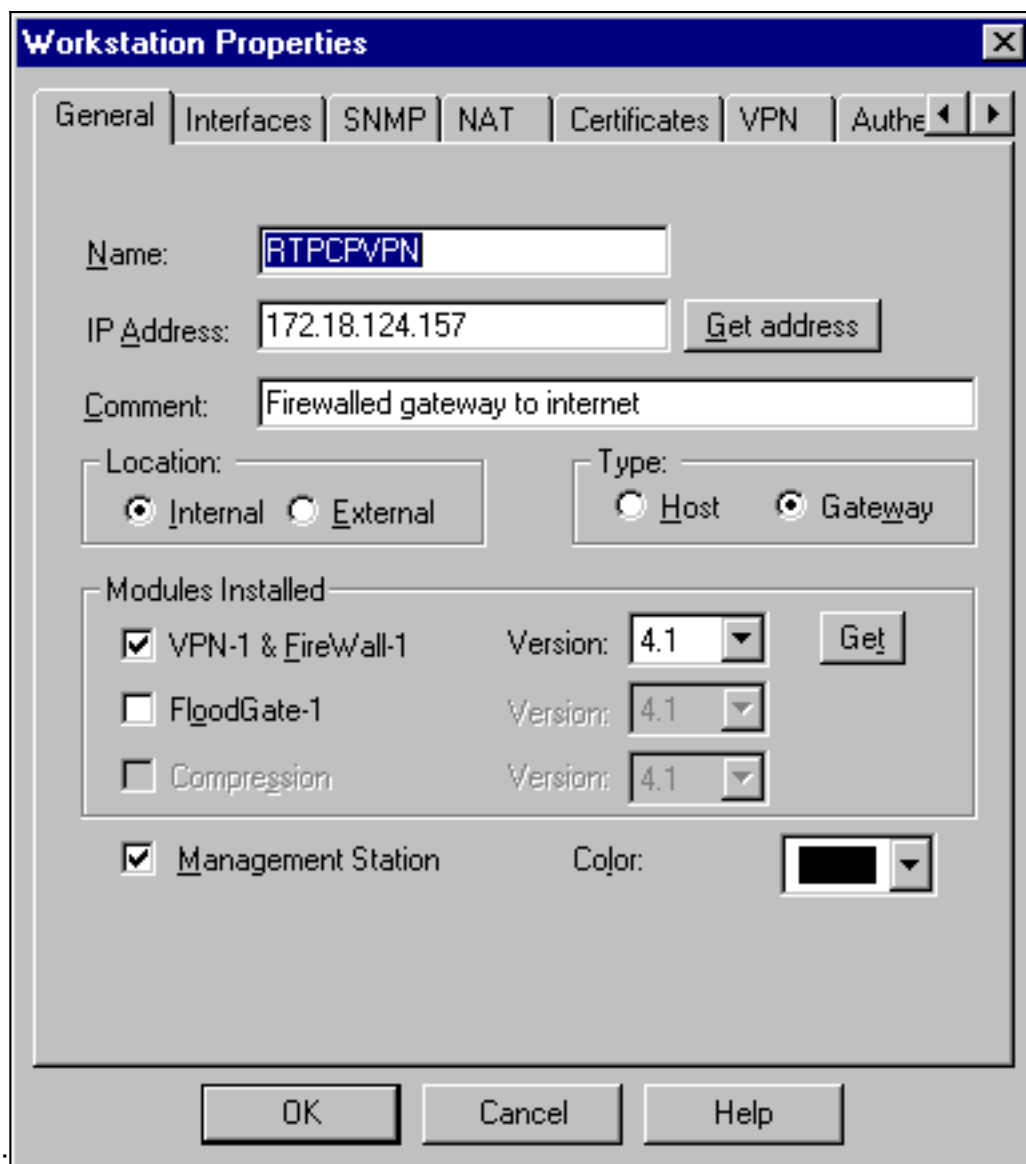 Workstation Properties
General Interfaces SNMP NAT Certificates VPN Authe
Name: RTPCPVPN
IP Address: 172.18.124.157 Get address
Comment: Firewalled gateway to internet
Location: Type:
Internal External Host Gateway
Modules Installed
VPN-1 & FireWall-1 Version: 4.1 Get
FloodGate-1 Version: 4.1
Compression Version: 4.1
Management Station Color:
OK Cancel Help
.